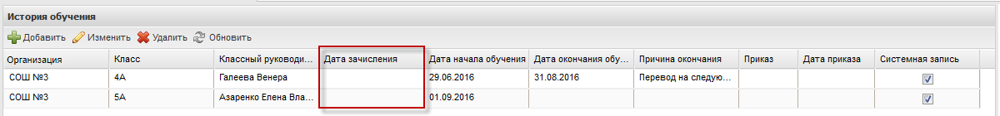 История обучения
Добавить Изменить Удалить Обновить
Организация Класс Классный руководи... Дата зачисления Дата начала обучения Дата окончания обу... Причина окончания Приказ Дата приказа Системная запись
СОШ №3 4А Галеева Венера 29.06.2016 31.08.2016 Перевод на следую...
СОШ №3 5А Азаренко Елена Вла... 01.09.2016